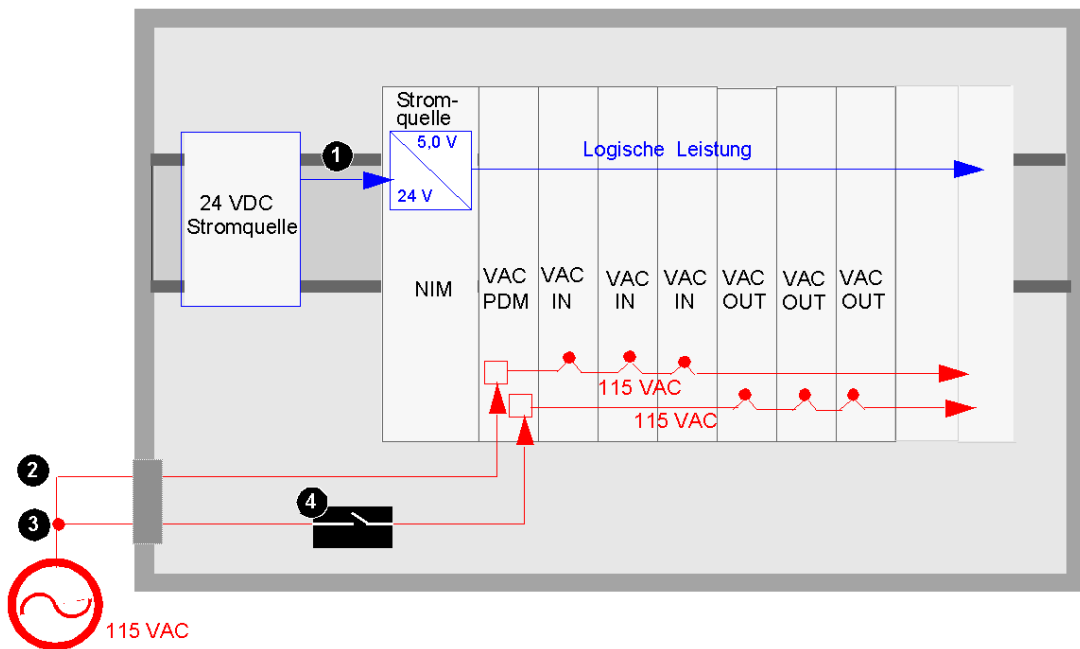 Strom-
quelle
5,0 V
24 V
1
Logische Leistung
24 VDC
Stromquelle
NIM
VAC
PDM
VAC
IN
VAC
IN
VAC
IN
VAC
OUT
VAC
OUT
VAC
OUT
115 VAC
115 VAC
2
4
3
115 VAC